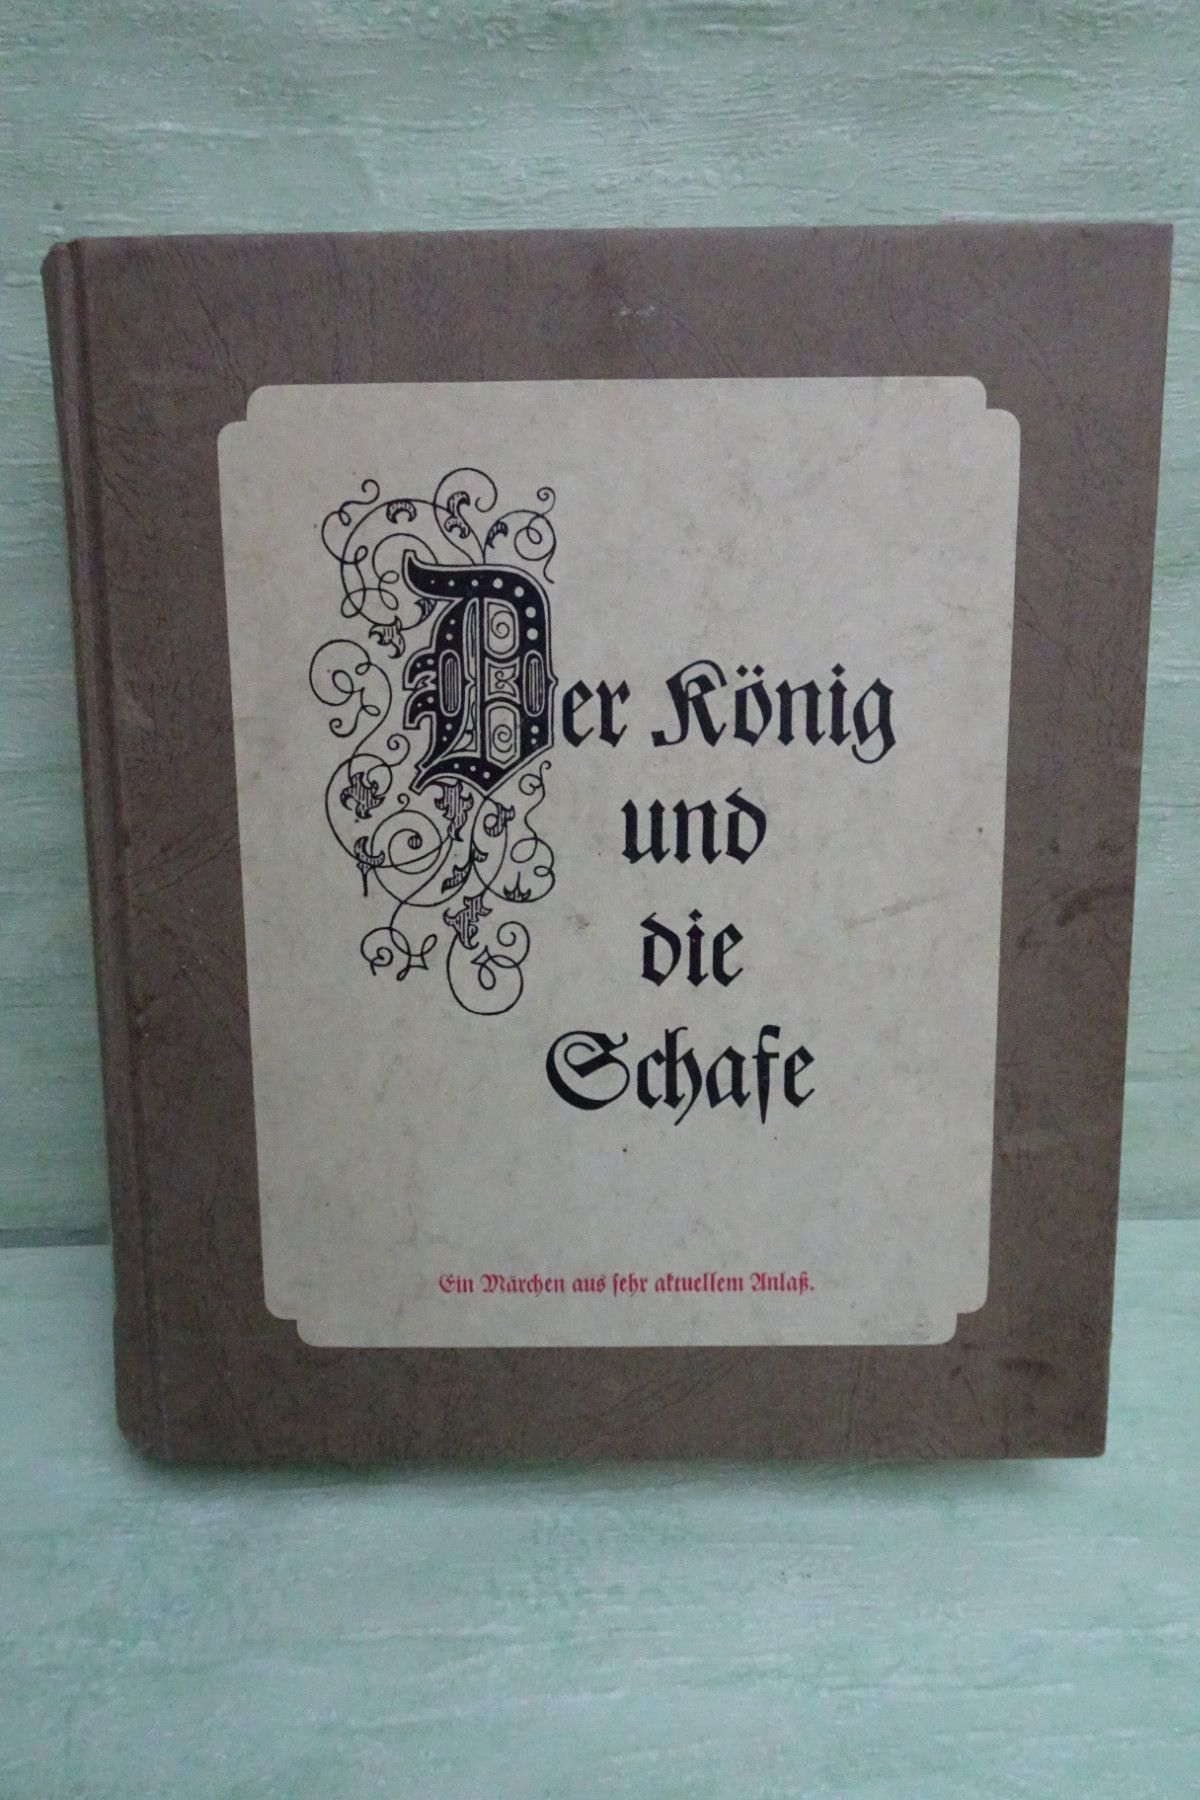 Der König
und
die
Schafe
Ein Märchen aus sehr aktuellem Anlaß.